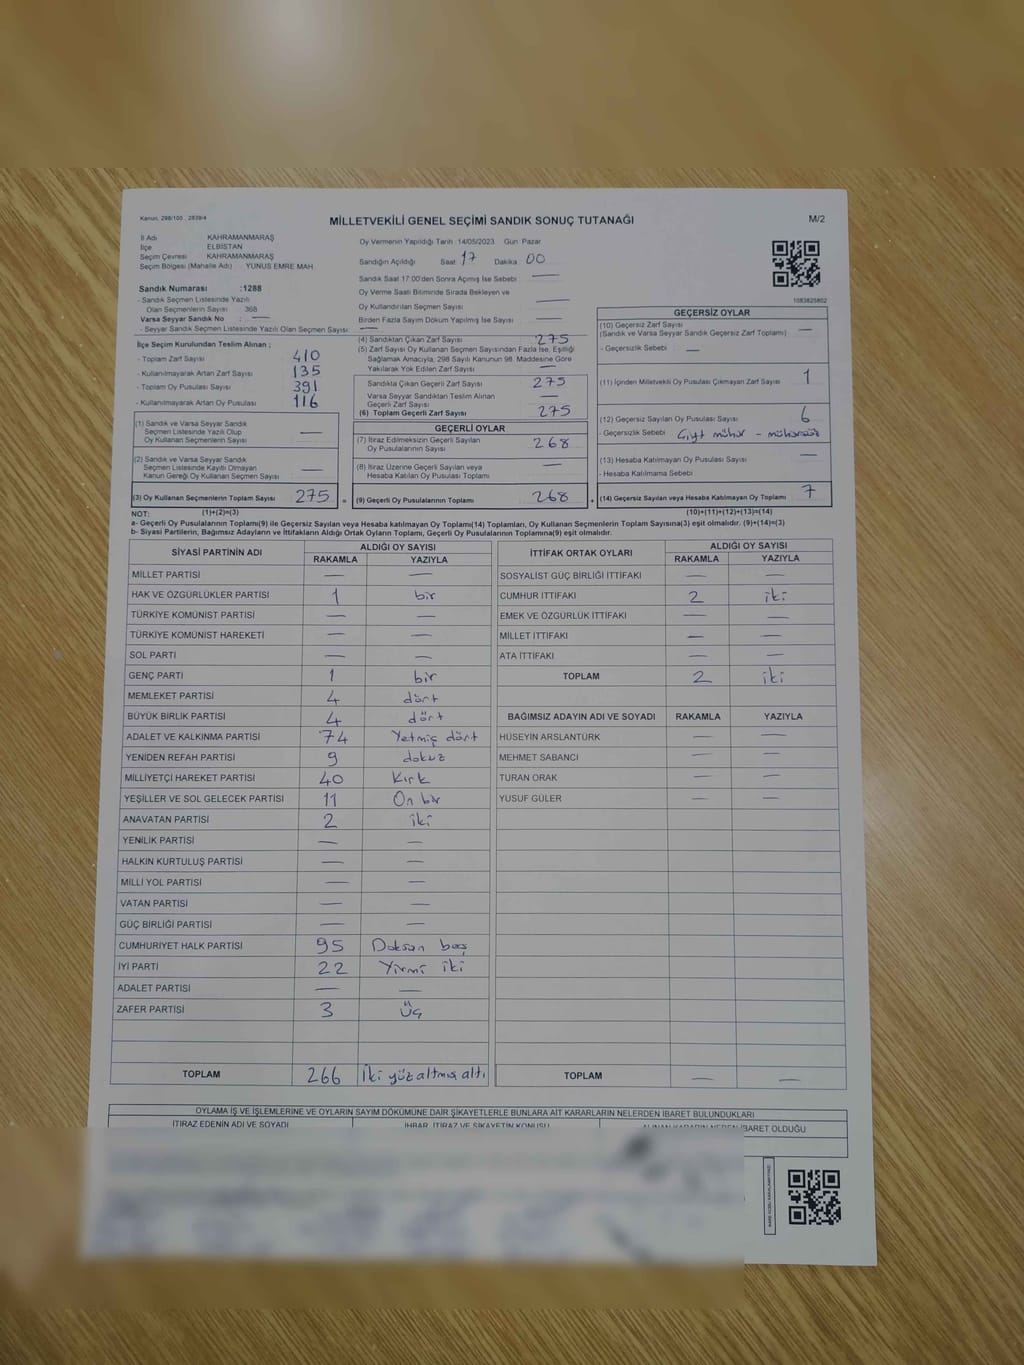 Kanun, 298/105 , 2839/4
MİLLETVEKİLİ GENEL SEÇİMİ SANDIK SONUÇ TUTANAĞI
M/2
İl Adı KAHRAMANMARAŞ
İlçe ELBİSTAN
Seçim Çevresi KAHRAMANMARAŞ
Seçim Bölgesi (Mahalle Adı) YUNUS EMRE MAH
Sandık Numarası :1288
- Sandık Seçmen Listesinde Yazılı
Olan Seçmenlerin Sayısı 368
Varsa Seyyar Sandık No : —
- Seyyar Sandık Seçmen Listesinde Yazılı Olan Seçmen Sayısı: —
İlçe Seçim Kurulundan Teslim Alınan ;
- Toplam Zarf Sayısı 410
- Kullanılmayarak Artan Zarf Sayısı 135
- Toplam Oy Pusulası Sayısı 391
- Kullanılmayarak Artan Oy Pusulası 116
(1) Sandık ve Varsa Seyyar Sandık
Seçmen Listesinde Yazılı Olup
Oy Kullanan Seçmenlerin Sayısı —
(2) Sandık ve Varsa Seyyar Sandık
Seçmen Listesinde Kayıtlı Olmayan
Kanun Gereği Oy Kullanan Seçmen Sayısı —
(3) Oy Kullanan Seçmenlerin Toplam Sayısı 275 =
Oy Vermenin Yapıldığı Tarih :14/05/2023 Gün :Pazar
Sandığın Açıldığı Saat 17 Dakika 00
Sandık Saat 17:00'den Sonra Açımış İse Sebebi —
Oy Verme Saati Bitiminde Sırada Bekleyen ve
Oy Kullandırılan Seçmen Sayısı —
Birden Fazla Sayım Döküm Yapılmış İse Sayısı —
(4) Sandıktan Çıkan Zarf Sayısı 275
(5) Zarf Sayısı Oy Kullanan Seçmen Sayısından Fazla İse, Eşitliği
Sağlamak Amacıyla, 298 Sayılı Kanunun 98. Maddesine Göre
Yakılarak Yok Edilen Zarf Sayısı —
Sandıkta Çıkan Geçerli Zarf Sayısı 275
Varsa Seyyar Sandıktan Teslim Alınan
Geçerli Zarf Sayısı —
(6) Toplam Geçerli Zarf Sayısı 275
GEÇERLİ OYLAR
(7) İtiraz Edilmeksizin Geçerli Sayılan
Oy Pusulalarının Sayısı 268
(8) İtiraz Üzerine Geçerli Sayılan veya
Hesaba Katılan Oy Pusulası Toplamı —
(9) Geçerli Oy Pusulalarının Toplamı 268 +
1083825802
GEÇERSİZ OYLAR
(10) Geçersiz Zarf Sayısı
(Sandık ve Varsa Seyyar Sandık Geçersiz Zarf Toplamı) —
- Geçersizlik Sebebi —
(11) İçinden Milletvekili Oy Pusulası Çıkmayan Zarf Sayısı 1
(12) Geçersiz Sayılan Oy Pusulası Sayısı 6
- Geçersizlik Sebebi Çiyt mühür - mühürsüz
(13) Hesaba Katılmayan Oy Pusulası Sayısı —
- Hesaba Katılmama Sebebi
(14) Geçersiz Sayılan veya Hesaba Katılmayan Oy Toplamı 7
NOT: (1)+(2)=(3) (10)+(11)+(12)+(13)=(14)
a- Geçerli Oy Pusulalarının Toplamı(9) ile Geçersiz Sayılan veya Hesaba katılmayan Oy Toplamı(14) Toplamları, Oy Kullanan Seçmenlerin Toplam Sayısına(3) eşit olmalıdır. (9)+(14)=(3)
b- Siyasi Partilerin, Bağımsız Adayların ve İttifakların Aldığı Ortak Oyların Toplamı, Geçerli Oy Pusulalarının Toplamına(9) eşit olmalıdır.
SİYASİ PARTİNİN ADI ALDIĞI OY SAYISI
RAKAMLA YAZIYLA
MİLLET PARTİSİ — —
HAK VE ÖZGÜRLÜKLER PARTİSİ 1 bir
TÜRKİYE KOMÜNİST PARTİSİ — —
TÜRKİYE KOMÜNİST HAREKETİ — —
SOL PARTİ — —
GENÇ PARTİ 1 bir
MEMLEKET PARTİSİ 4 dört
BÜYÜK BİRLİK PARTİSİ 4 dört
ADALET VE KALKINMA PARTİSİ 74 Yetmiş dört
YENİDEN REFAH PARTİSİ 9 dokuz
MİLLİYETÇİ HAREKET PARTİSİ 40 Kırk
YEŞİLLER VE SOL GELECEK PARTİSİ 11 On bir
ANAVATAN PARTİSİ 2 iki
YENİLİK PARTİSİ — —
HALKIN KURTULUŞ PARTİSİ — —
MİLLİ YOL PARTİSİ — —
VATAN PARTİSİ — —
GÜÇ BİRLİĞİ PARTİSİ — —
CUMHURİYET HALK PARTİSİ 95 Doksan beş
İYİ PARTİ 22 Yirmi iki
ADALET PARTİSİ — —
ZAFER PARTİSİ 3 Üç
TOPLAM 266 İki yüz altmış altı
İTTİFAK ORTAK OYLARI ALDIĞI OY SAYISI
RAKAMLA YAZIYLA
SOSYALİST GÜÇ BİRLİĞİ İTTİFAKI — —
CUMHUR İTTİFAKI 2 iki
EMEK VE ÖZGÜRLÜK İTTİFAKI — —
MİLLET İTTİFAKI — —
ATA İTTİFAKI — —
TOPLAM 2 iki
BAĞIMSIZ ADAYIN ADI VE SOYADI RAKAMLA YAZIYLA
HÜSEYİN ARSLANTÜRK — —
MEHMET SABANCI — —
TURAN ORAK — —
YUSUF GÜLER — —
TOPLAM — —
OYLAMA İŞ VE İŞLEMLERİNE VE OYLARIN SAYIM DÖKÜMÜNE DAİR ŞİKAYETLERLE BUNLARA AİT KARARLARIN NELERDEN İBARET BULUNDUKLARI
İTİRAZ EDENİN ADI VE SOYADI İHBAR, İTİRAZ VE ŞİKAYETİN KONUSU ALINAN KARARIN NEDEN İBARET OLDUĞU